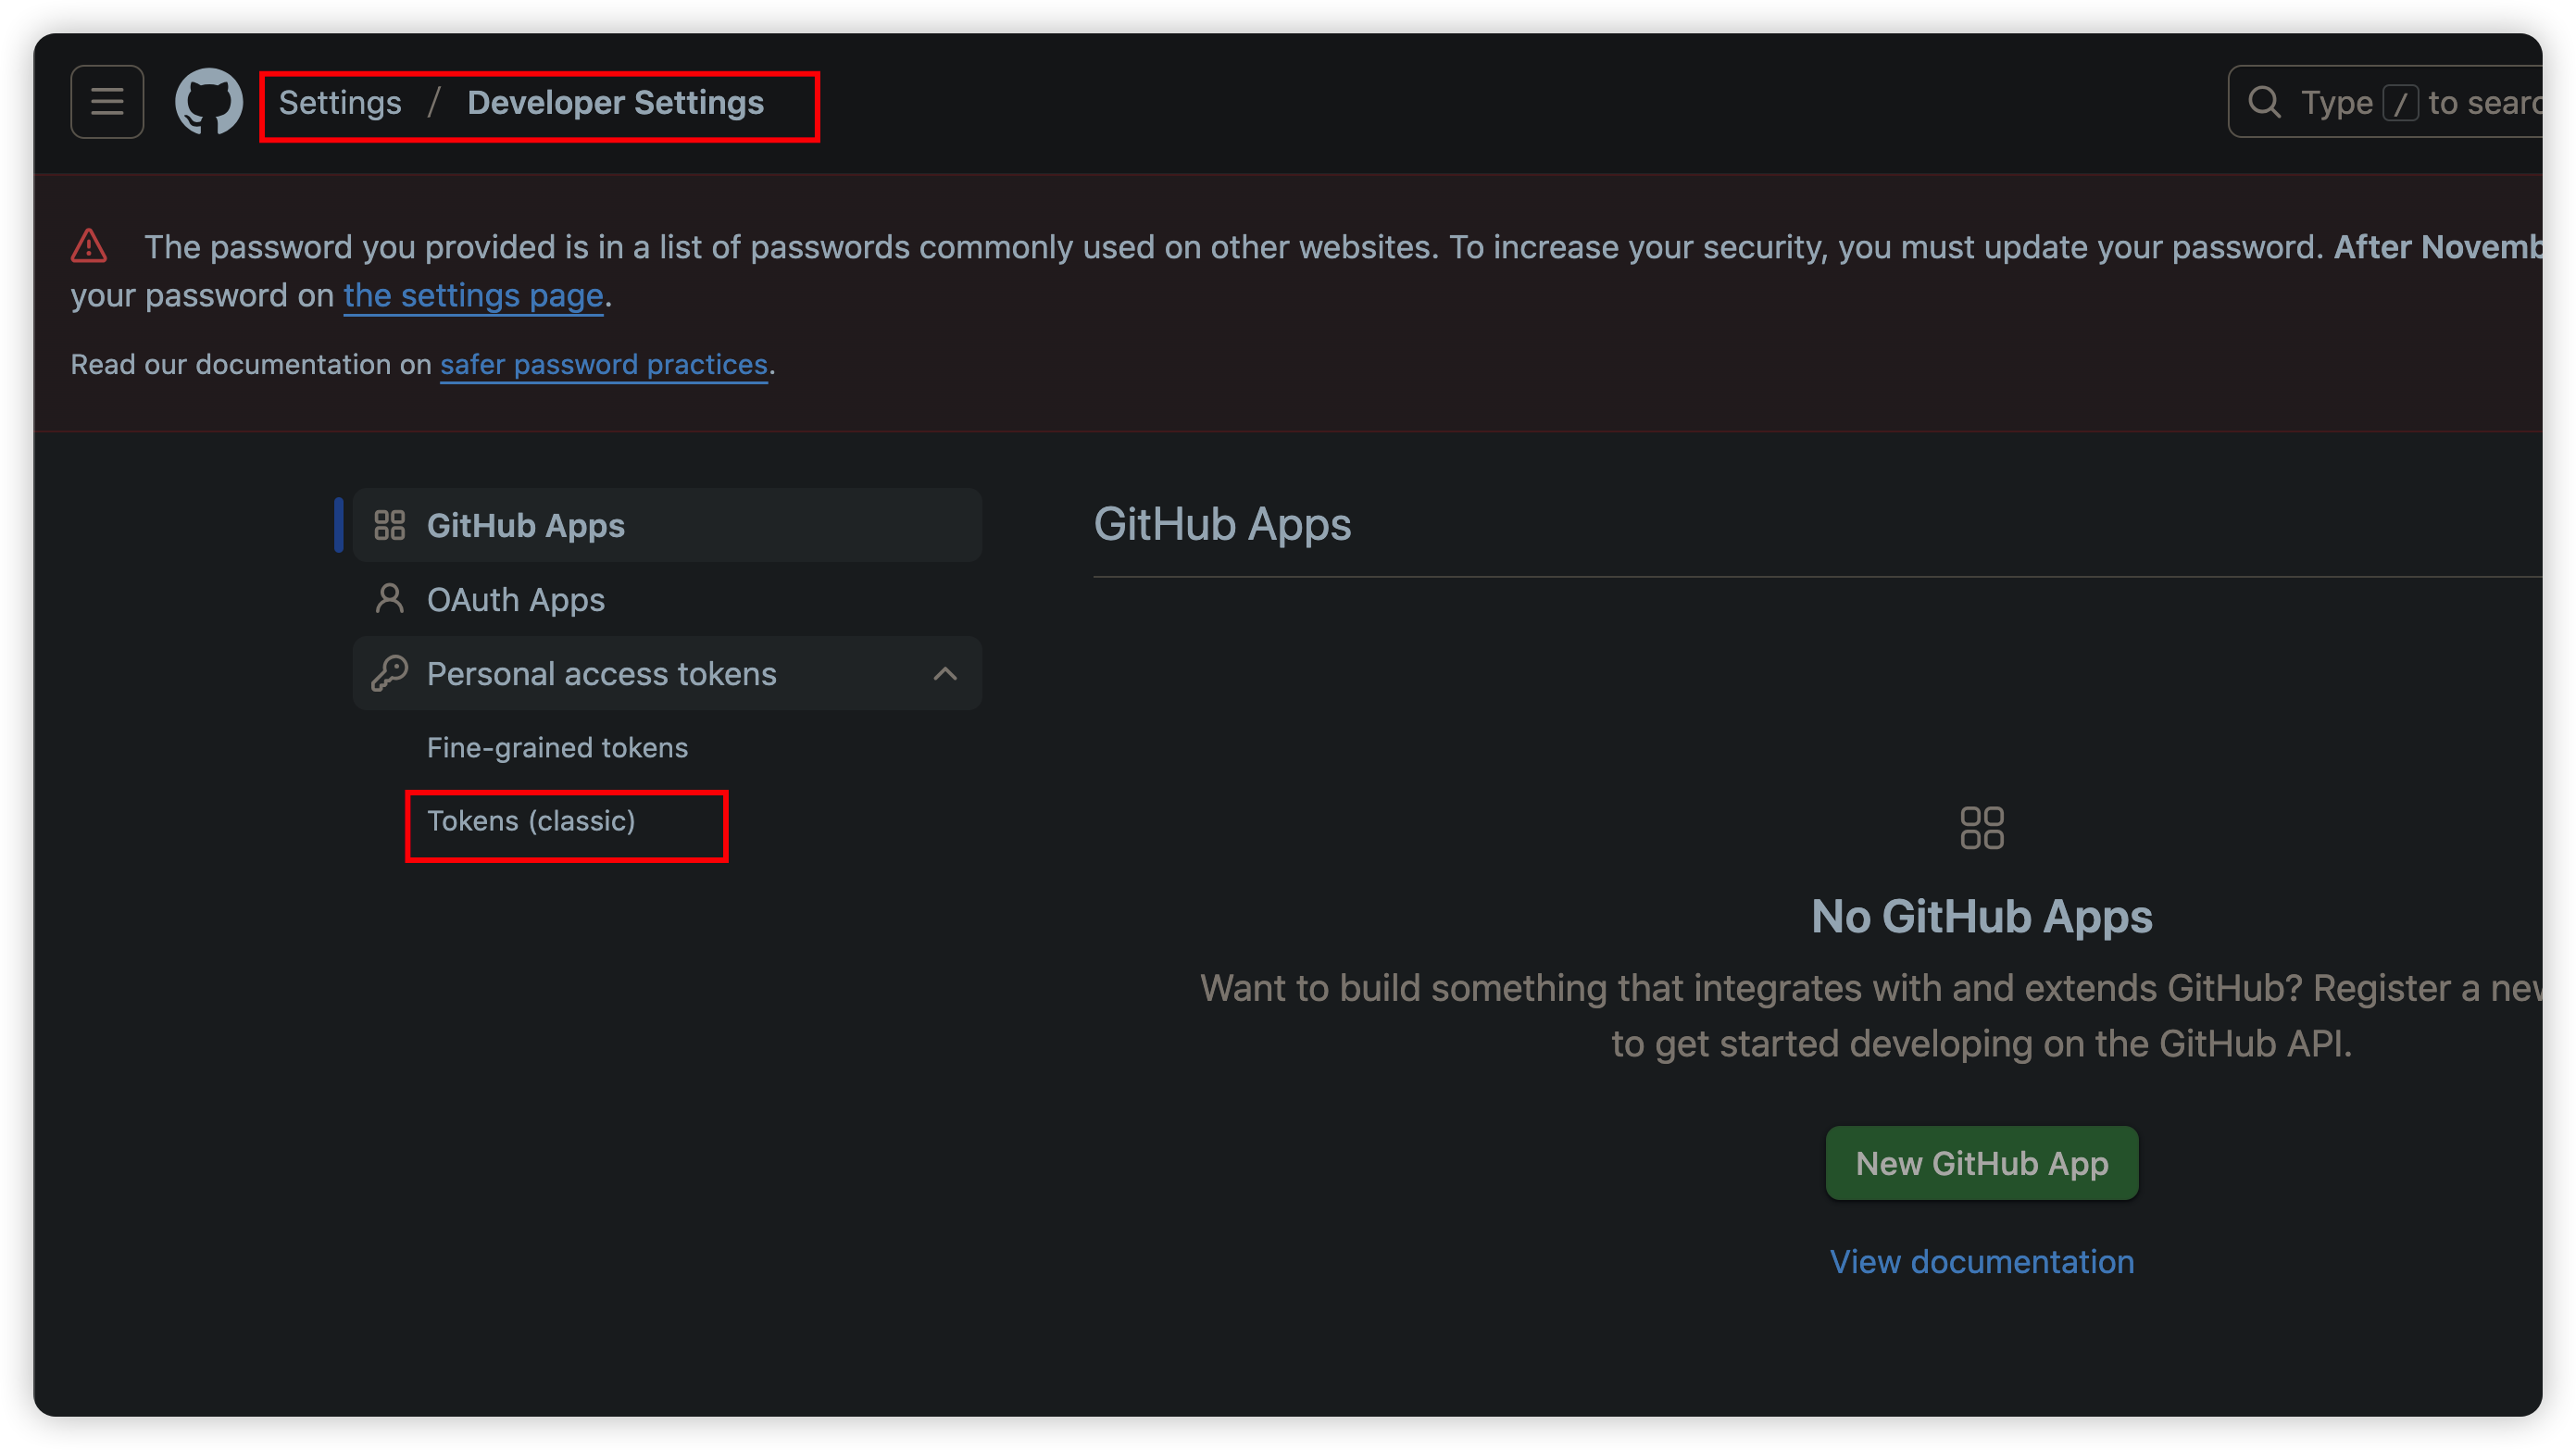 Settings / Developer Settings
Type / to searc
The password you provided is in a list of passwords commonly used on other websites. To increase your security, you must update your password. After Novemb
your password on the settings page.
Read our documentation on safer password practices.
GitHub Apps
OAuth Apps
Personal access tokens
Fine-grained tokens
Tokens (classic)
GitHub Apps
No GitHub Apps
Want to build something that integrates with and extends GitHub? Register a new
to get started developing on the GitHub API.
New GitHub App
View documentation